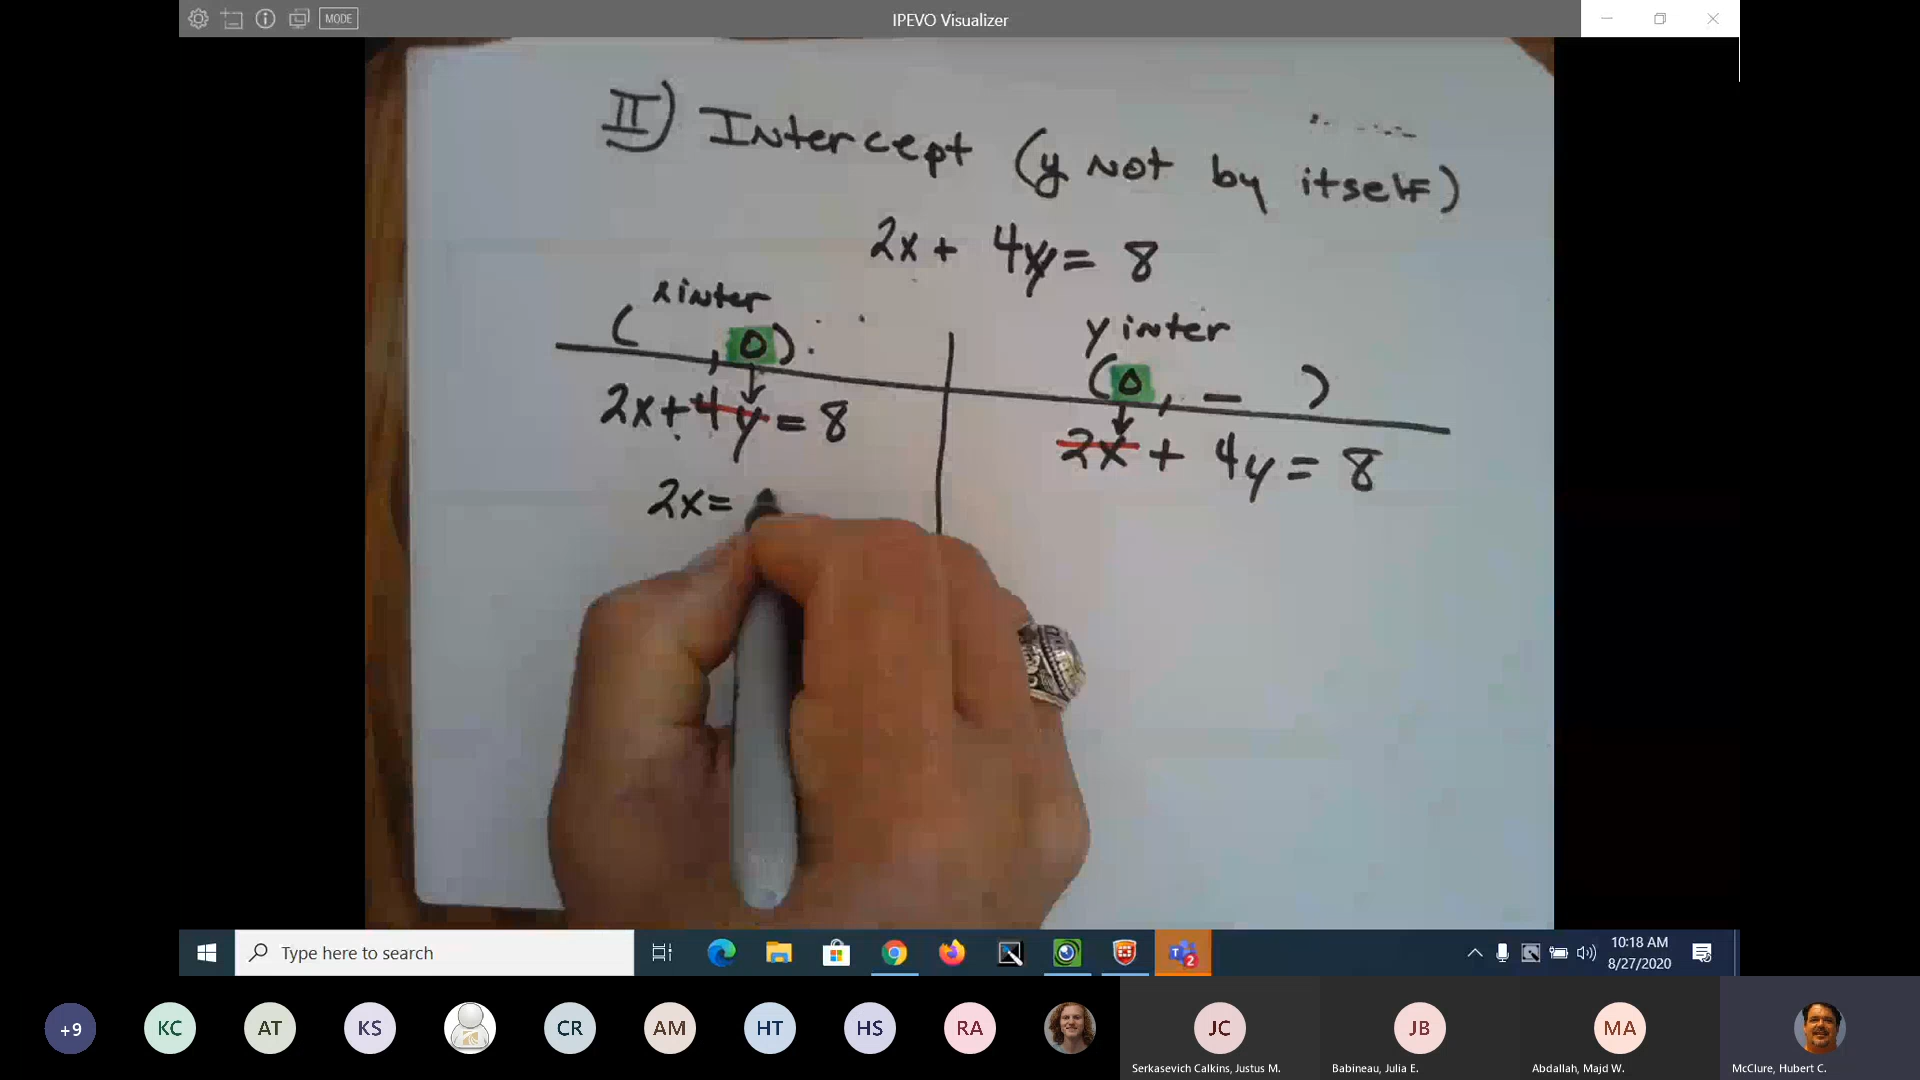 IPEVO Visualizer
MODE
II) Intercept (y not by itself)
2x + 4y = 8
x inter
( , 0)
y inter
(0, _ )
2x + 4y = 8
2x + 4y = 8
2x =
Type here to search
2
10:18 AM
8/27/2020
+9
KC
AT
KS
CR
AM
HT
HS
RA
JC
JB
MA
Serkasevich Calkins, Justus M.
Babineau, Julia E.
Abdallah, Majd W.
McClure, Hubert C.